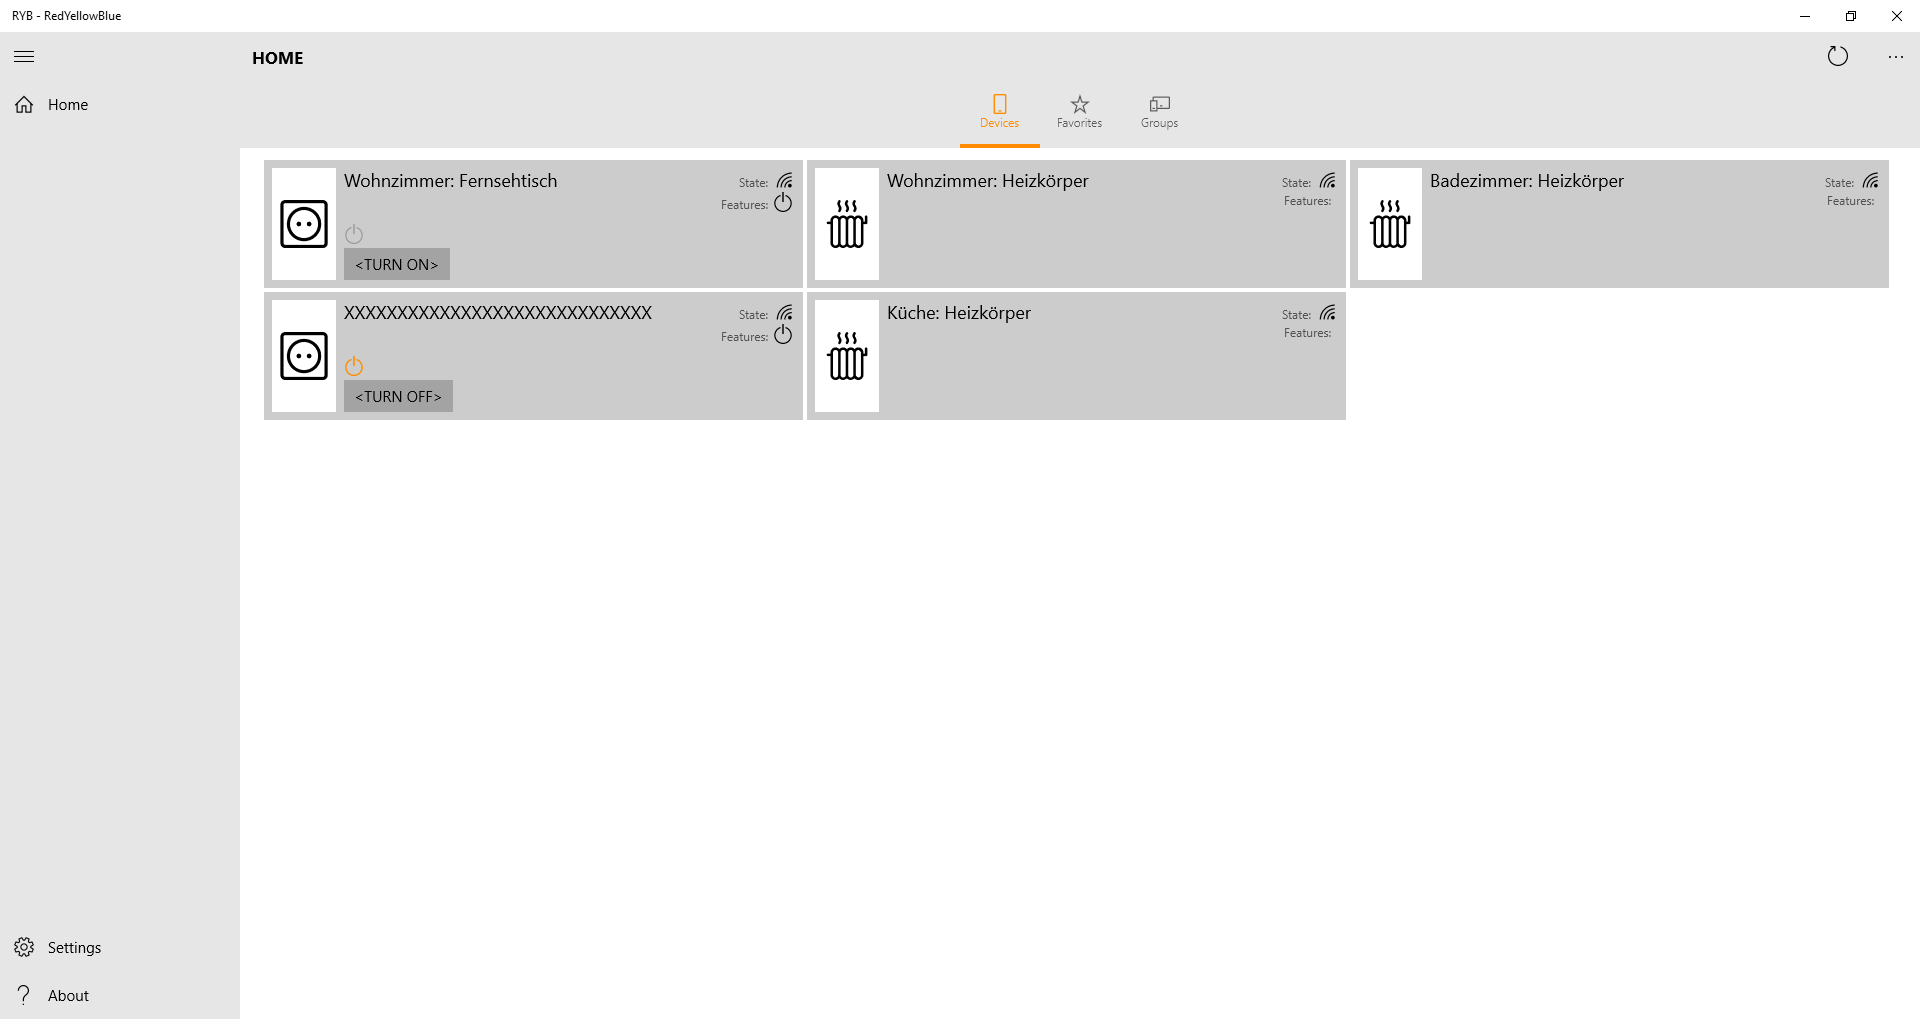 RYB - RedYellowBlue
HOME
Home
Devices
Favorites
Groups
Wohnzimmer: Fernsehtisch
State:
Features:
<TURN ON>
Wohnzimmer: Heizkörper
State:
Features:
Badezimmer: Heizkörper
State:
Features:
XXXXXXXXXXXXXXXXXXXXXXXXXXXXX
State:
Features:
<TURN OFF>
Küche: Heizkörper
State:
Features:
Settings
About